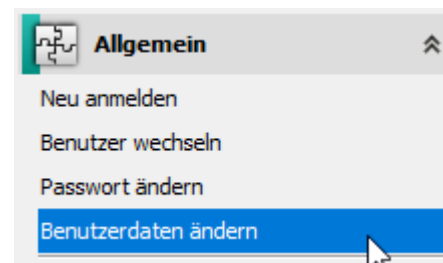 Allgemein
Neu anmelden
Benutzer wechseln
Passwort ändern
Benutzerdaten ändern